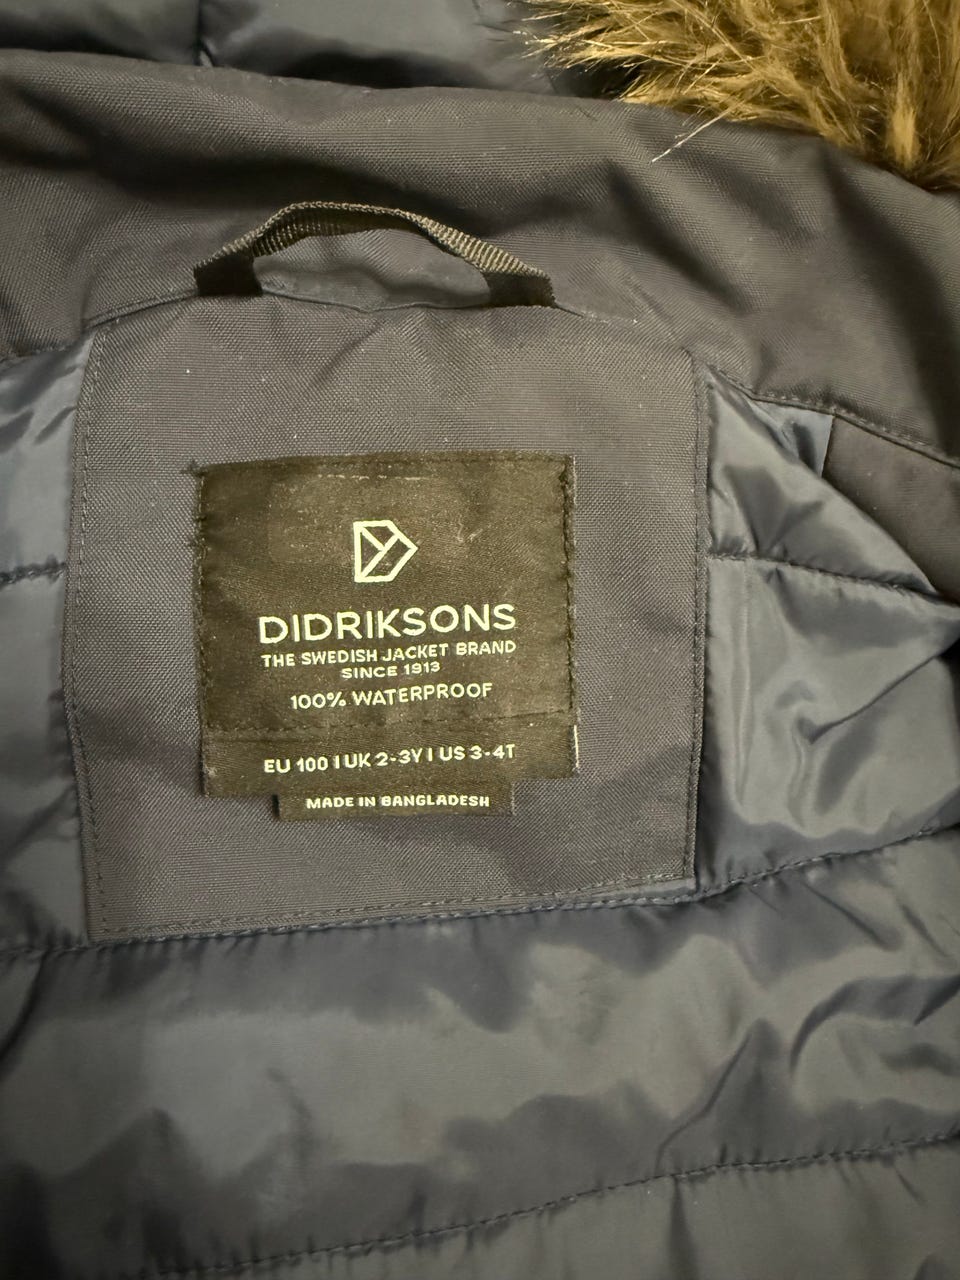 DIDRIKSONS
THE SWEDISH JACKET BRAND
SINCE 1913
100% WATERPROOF
EU 100 I UK 2-3Y I US 3-4T
MADE IN BANGLADESH